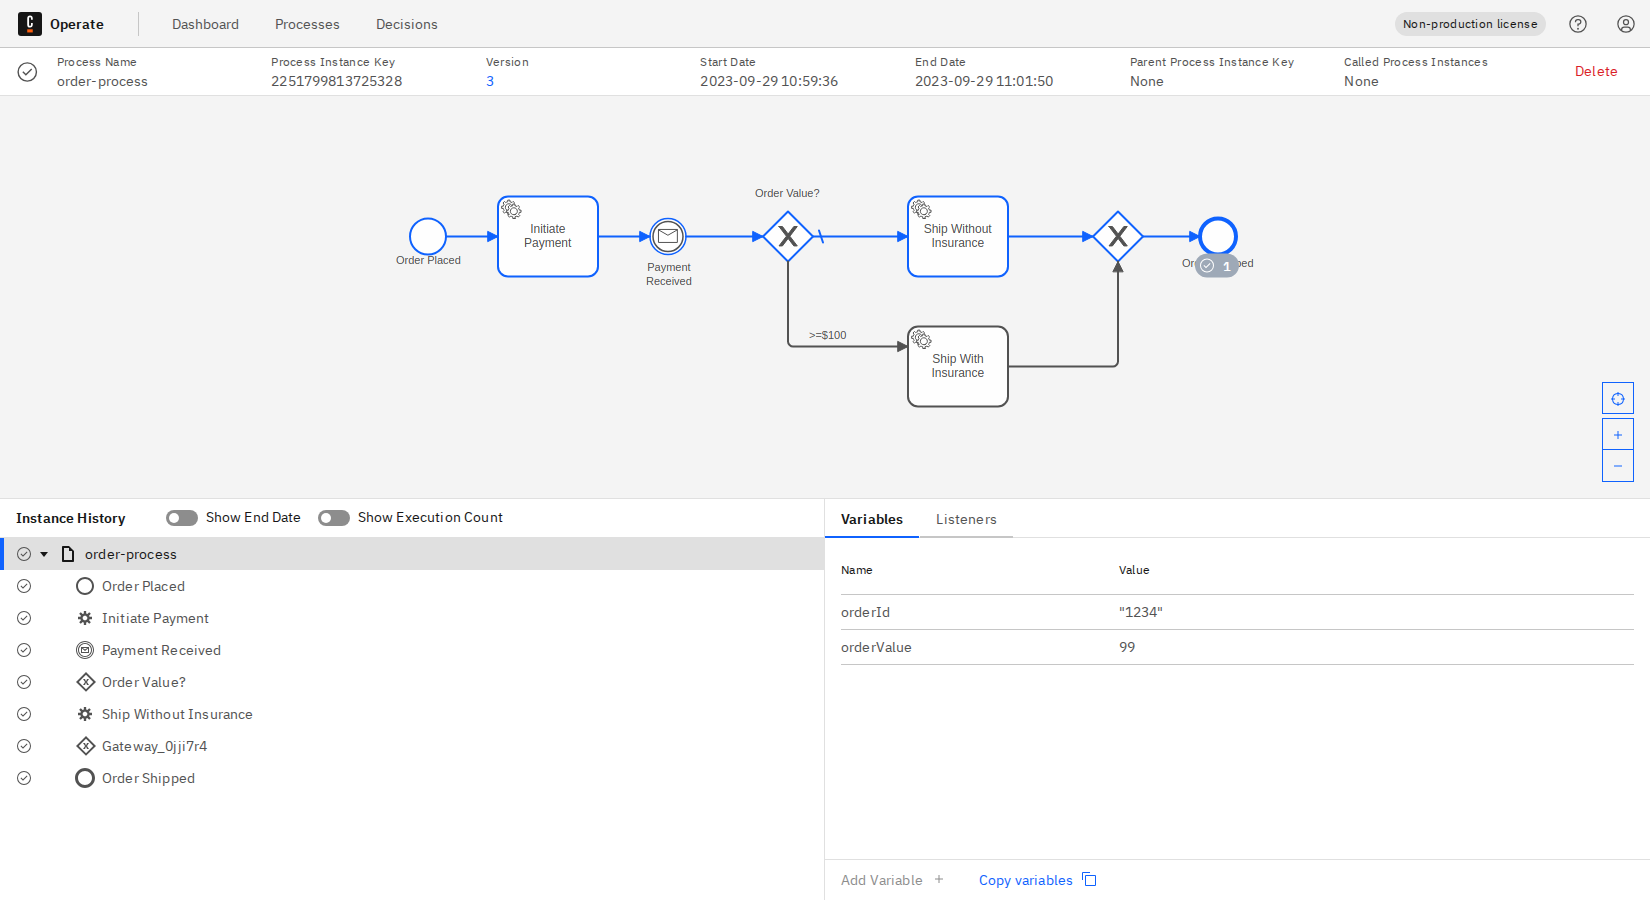 Operate
Dashboard
Processes
Decisions
Non-production license
Process Name
order-process
Process Instance Key
2251799813725328
Version
3
Start Date
2023-09-29 10:59:36
End Date
2023-09-29 11:01:50
Parent Process Instance Key
None
Called Process Instances
None
Delete
Order Placed
Initiate
Payment
Payment
Received
Order Value?
>=$100
Ship Without
Insurance
Ship With
Insurance
1
Instance History
Show End Date
Show Execution Count
order-process
Order Placed
Initiate Payment
Payment Received
Order Value?
Ship Without Insurance
Gateway_0jji7r4
Order Shipped
Variables
Listeners
Name Value
orderId "1234"
orderValue 99
Add Variable
Copy variables